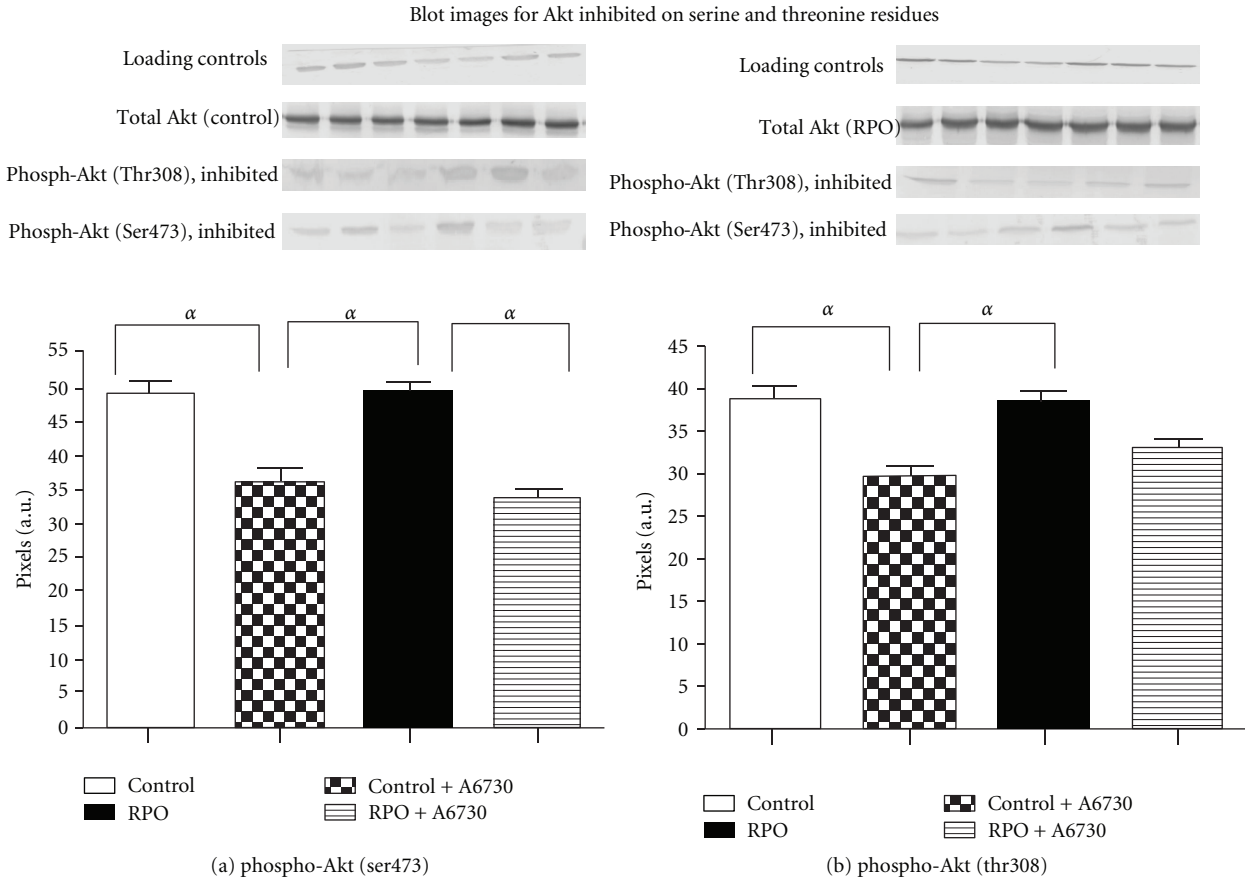 Blot images for Akt inhibited on serine and threonine residues
Loading controls
Total Akt (control)
Phosph-Akt (Thr308), inhibited
Phosph-Akt (Ser473), inhibited
Loading controls
Total Akt (RPO)
Phospho-Akt (Thr308), inhibited
Phospho-Akt (Ser473), inhibited
α α α
55
50
45
40
35
30
25
20
15
10
5
0
Pixels (a.u.)
Control
Control + A6730
RPO
RPO + A6730
(a) phospho-Akt (ser473)
α α
45
40
35
30
25
20
15
10
5
0
Pixels (a.u.)
Control
Control + A6730
RPO
RPO + A6730
(b) phospho-Akt (thr308)